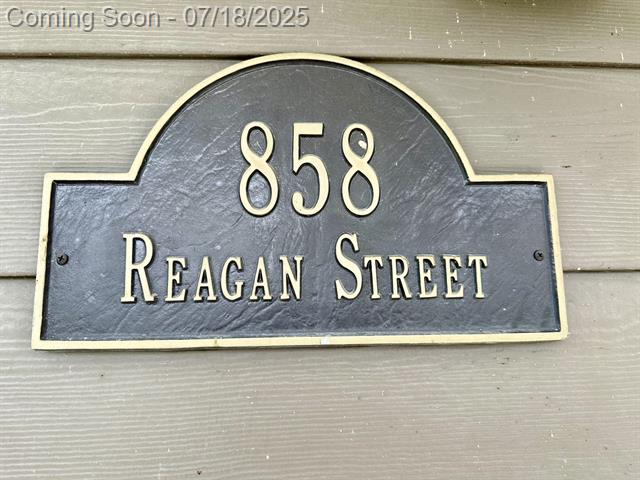 Coming Soon - 07/18/2025
858
REAGAN STREET